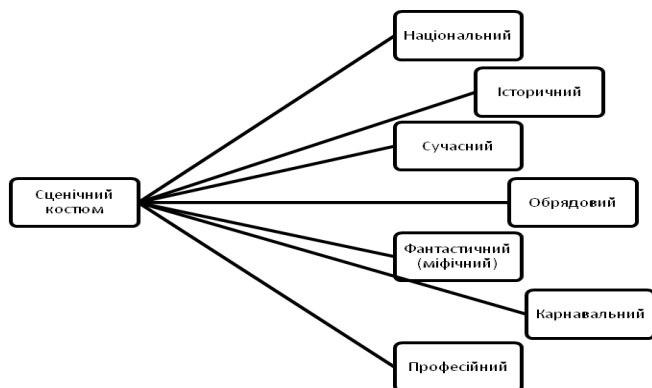 Національний
Історичний
Сучасний
Сценічний
костюм
Обрядовий
Фантастичний
(міфічний)
Карнавальний
Професійний